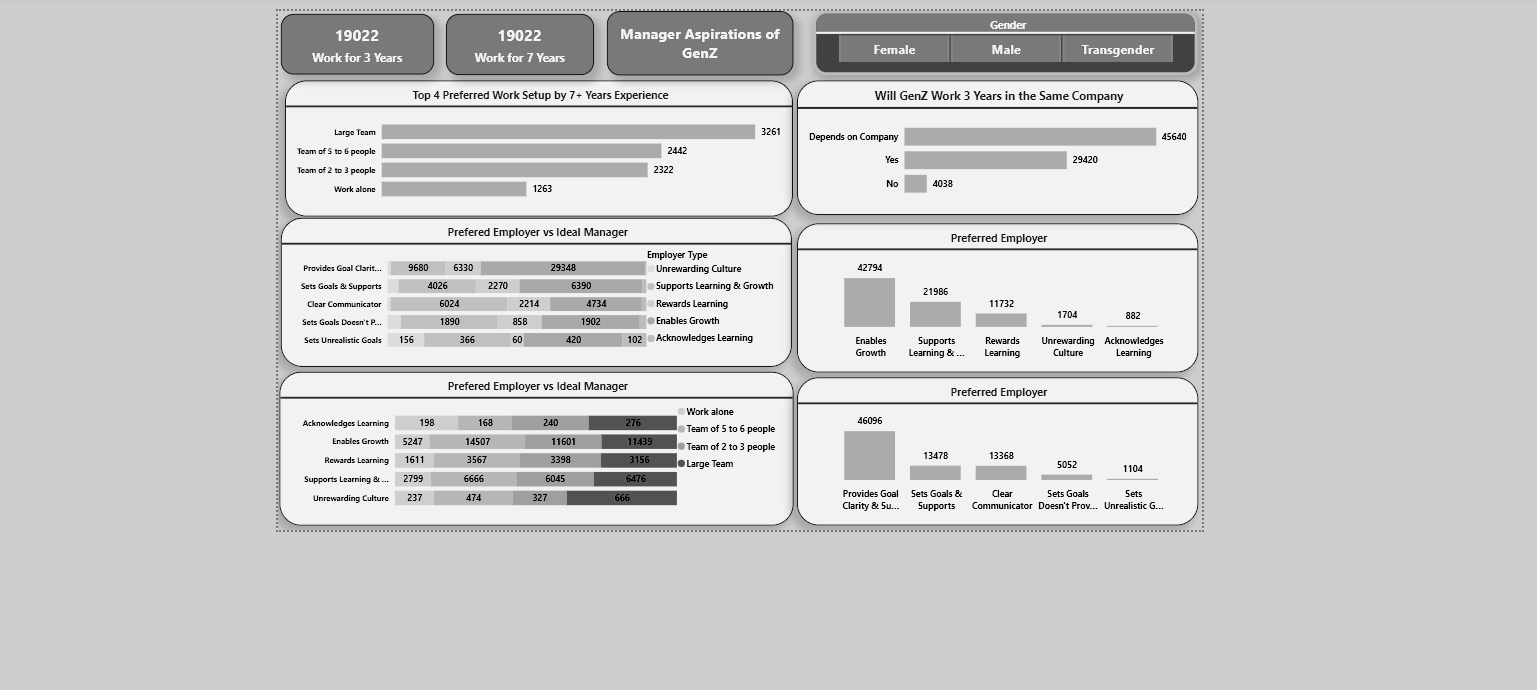 19022
Work for 3 Years
19022
Work for 7 Years
Manager Aspirations of
GenZ
Gender
Female
Male
Transgender
Top 4 Preferred Work Setup by 7+ Years Experience
Large Team 3261
Team of 5 to 6 people 2442
Team of 2 to 3 people 2322
Work alone 1263
Will GenZ Work 3 Years in the Same Company
Depends on Company 45640
Yes 29420
No 4038
Prefered Employer vs Ideal Manager
Employer Type
Provides Goal Clarit... 9680 6330 29348
Sets Goals & Supports 4026 2270 6390
Clear Communicator 6024 2214 4734
Sets Goals Doesn't P... 1890 858 1902
Sets Unrealistic Goals 156 366 60 420 102
Unrewarding Culture
Supports Learning & Growth
Rewards Learning
Enables Growth
Acknowledges Learning
Preferred Employer
42794
21986
11732
1704
882
Enables
Growth
Supports
Learning & ...
Rewards
Learning
Unrewarding
Culture
Acknowledges
Learning
Prefered Employer vs Ideal Manager
Acknowledges Learning 198 168 240 276
Enables Growth 5247 14507 11601 11439
Rewards Learning 1611 3567 3398 3156
Supports Learning & ... 2799 6666 6045 6476
Unrewarding Culture 237 474 327 666
Work alone
Team of 5 to 6 people
Team of 2 to 3 people
Large Team
Preferred Employer
46096
13478
13368
5052
1104
Provides Goal
Clarity & Su...
Sets Goals &
Supports
Clear
Communicator
Sets Goals
Doesn't Prov...
Sets
Unrealistic G...